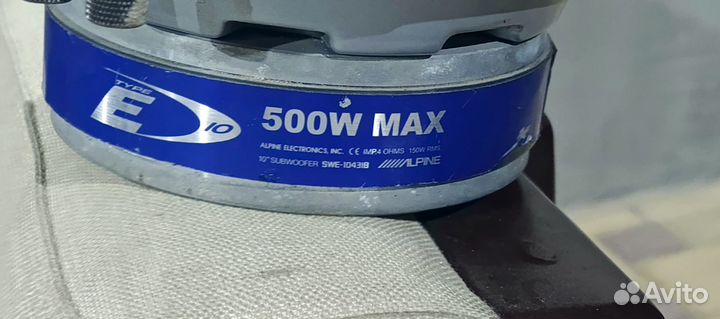 TYPE
E 10
500W MAX
ALPINE ELECTRONICS, INC. CE IMP.4 OHMS 150W RMS
10" SUBWOOFER SWE-1043IB ALPINE
Avito